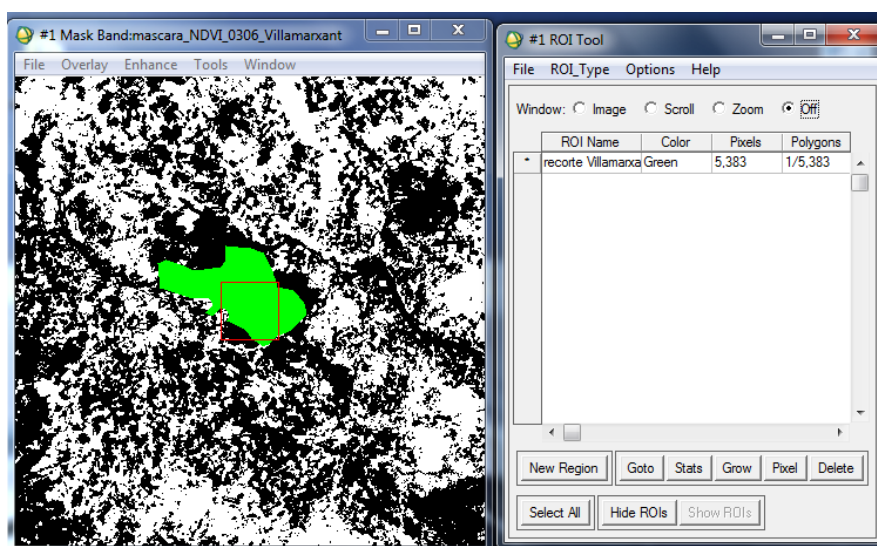 #1 Mask Band:mascara_NDVI_0306_Villamarxant
File Overlay Enhance Tools Window
#1 ROI Tool
File ROI_Type Options Help
Window: Image Scroll Zoom Off
ROI Name Color Pixels Polygons
* recorte Villamarxa Green 5,383 1/5,383
New Region Goto Stats Grow Pixel Delete
Select All Hide ROIs Show ROIs